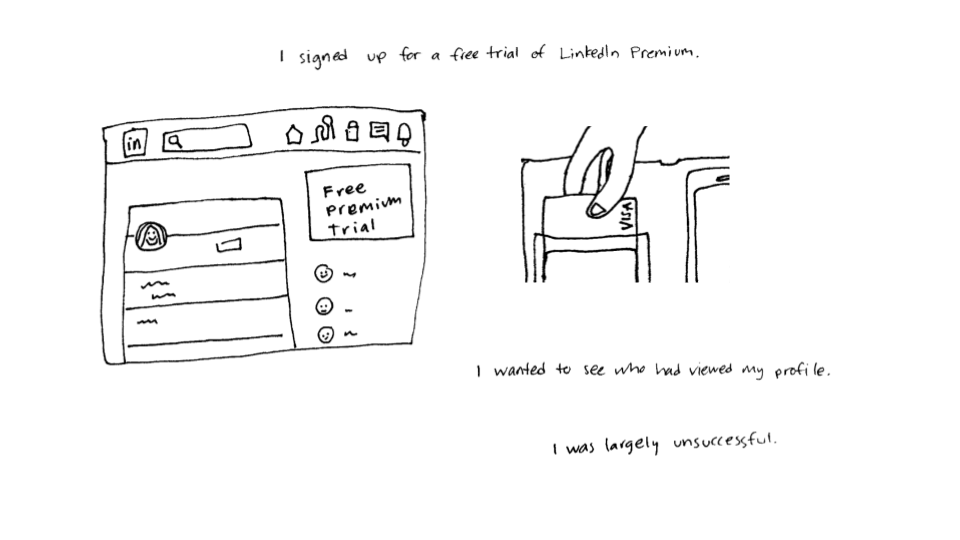 I signed up for a free trial of LinkedIn Premium.
in
Free
Premium
Trial
VISA
I wanted to see who had viewed my profile.
I was largely unsuccessful.